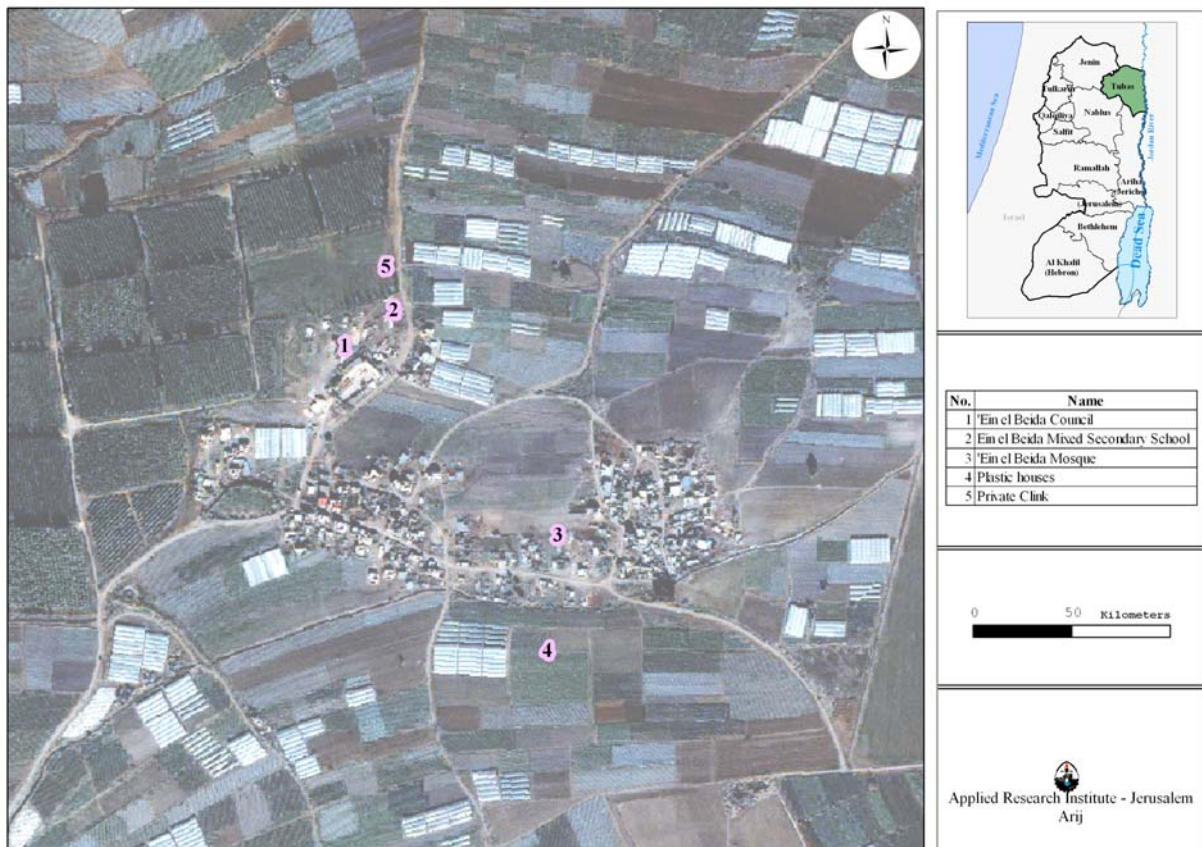 N
5
2
1
3
4
Mediterranean Sea
Jenin
Tulkarm
Tubas
Qalqiliya
Nablus
Salfit
Jordan River
Ramallah
Ariha
(Jericho)
(Jerusalem)
Israel
Bethlehem
Dead Sea
Al Khalil
(Hebron)
No. Name
1 'Ein el Beida Council
2 Ein el Beida Mixed Secondary School
3 'Ein el Beida Mosque
4 Plastic houses
5 Private Clink
0 50 Kilometers
Applied Research Institute - Jerusalem
Arij